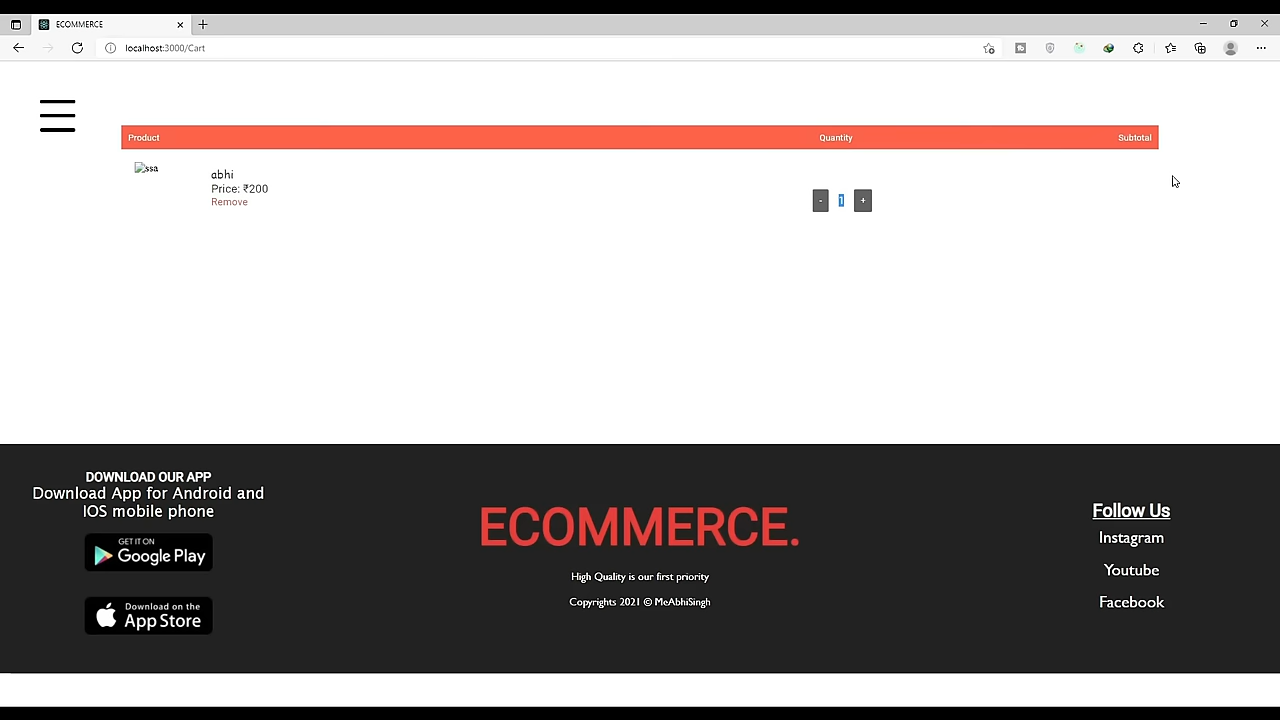 ECOMMERCE
localhost:3000/Cart
Product Quantity Subtotal
ssa
abhi
Price: ₹200
Remove
- 1 +
DOWNLOAD OUR APP
Download App for Android and
IOS mobile phone
GET IT ON
Google Play
Download on the
App Store
ECOMMERCE.
High Quality is our first priority
Copyrights 2021 © MeAbhiSingh
Follow Us
Instagram
Youtube
Facebook